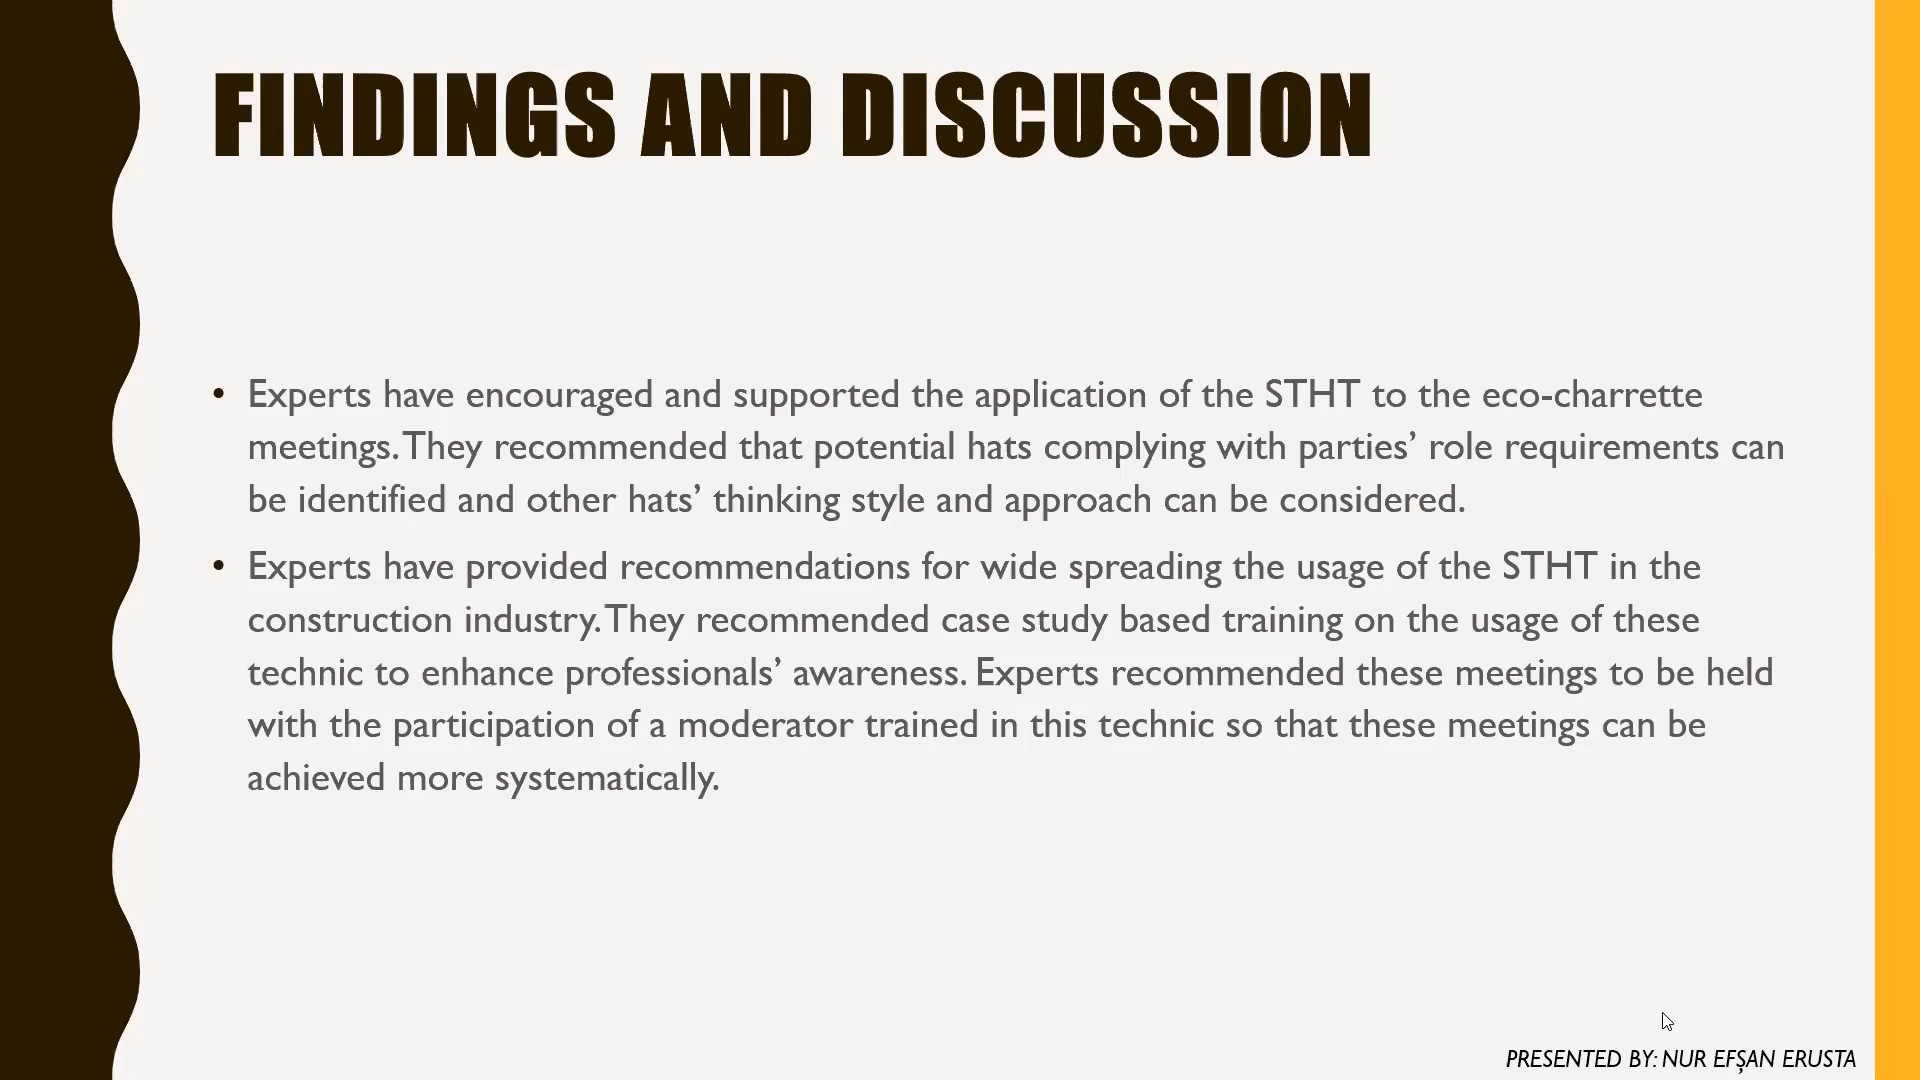 FINDINGS AND DISCUSSION
• Experts have encouraged and supported the application of the STHT to the eco-charrette
meetings. They recommended that potential hats complying with parties’ role requirements can
be identified and other hats’ thinking style and approach can be considered.
• Experts have provided recommendations for wide spreading the usage of the STHT in the
construction industry. They recommended case study based training on the usage of these
technic to enhance professionals’ awareness. Experts recommended these meetings to be held
with the participation of a moderator trained in this technic so that these meetings can be
achieved more systematically.
PRESENTED BY: NUR EFŞAN ERUSTA